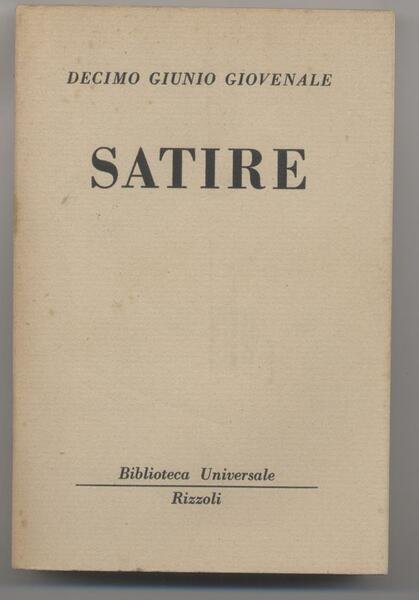 DECIMO GIUNIO GIOVENALE
SATIRE
Biblioteca Universale
Rizzoli